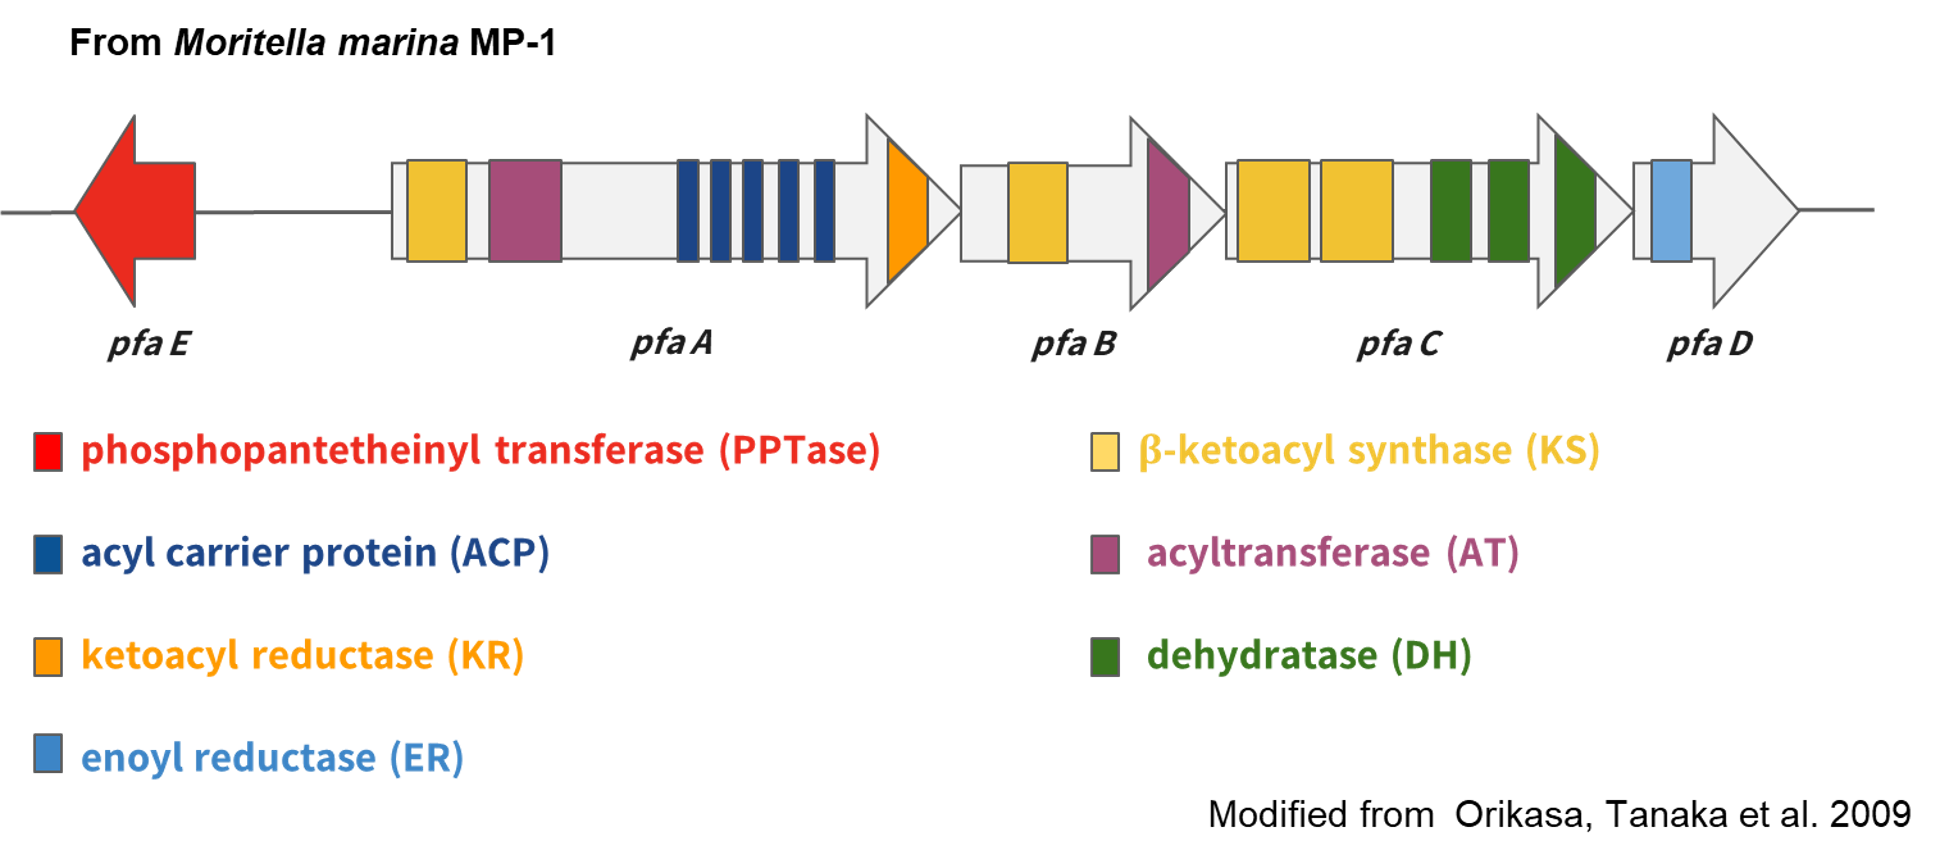 From Moritella marina MP-1
pfa E
pfa A
pfa B
pfa C
pfa D
phosphopantetheinyl transferase (PPTase)
β-ketoacyl synthase (KS)
acyl carrier protein (ACP)
acyltransferase (AT)
ketoacyl reductase (KR)
dehydratase (DH)
enoyl reductase (ER)
Modified from Orikasa, Tanaka et al. 2009